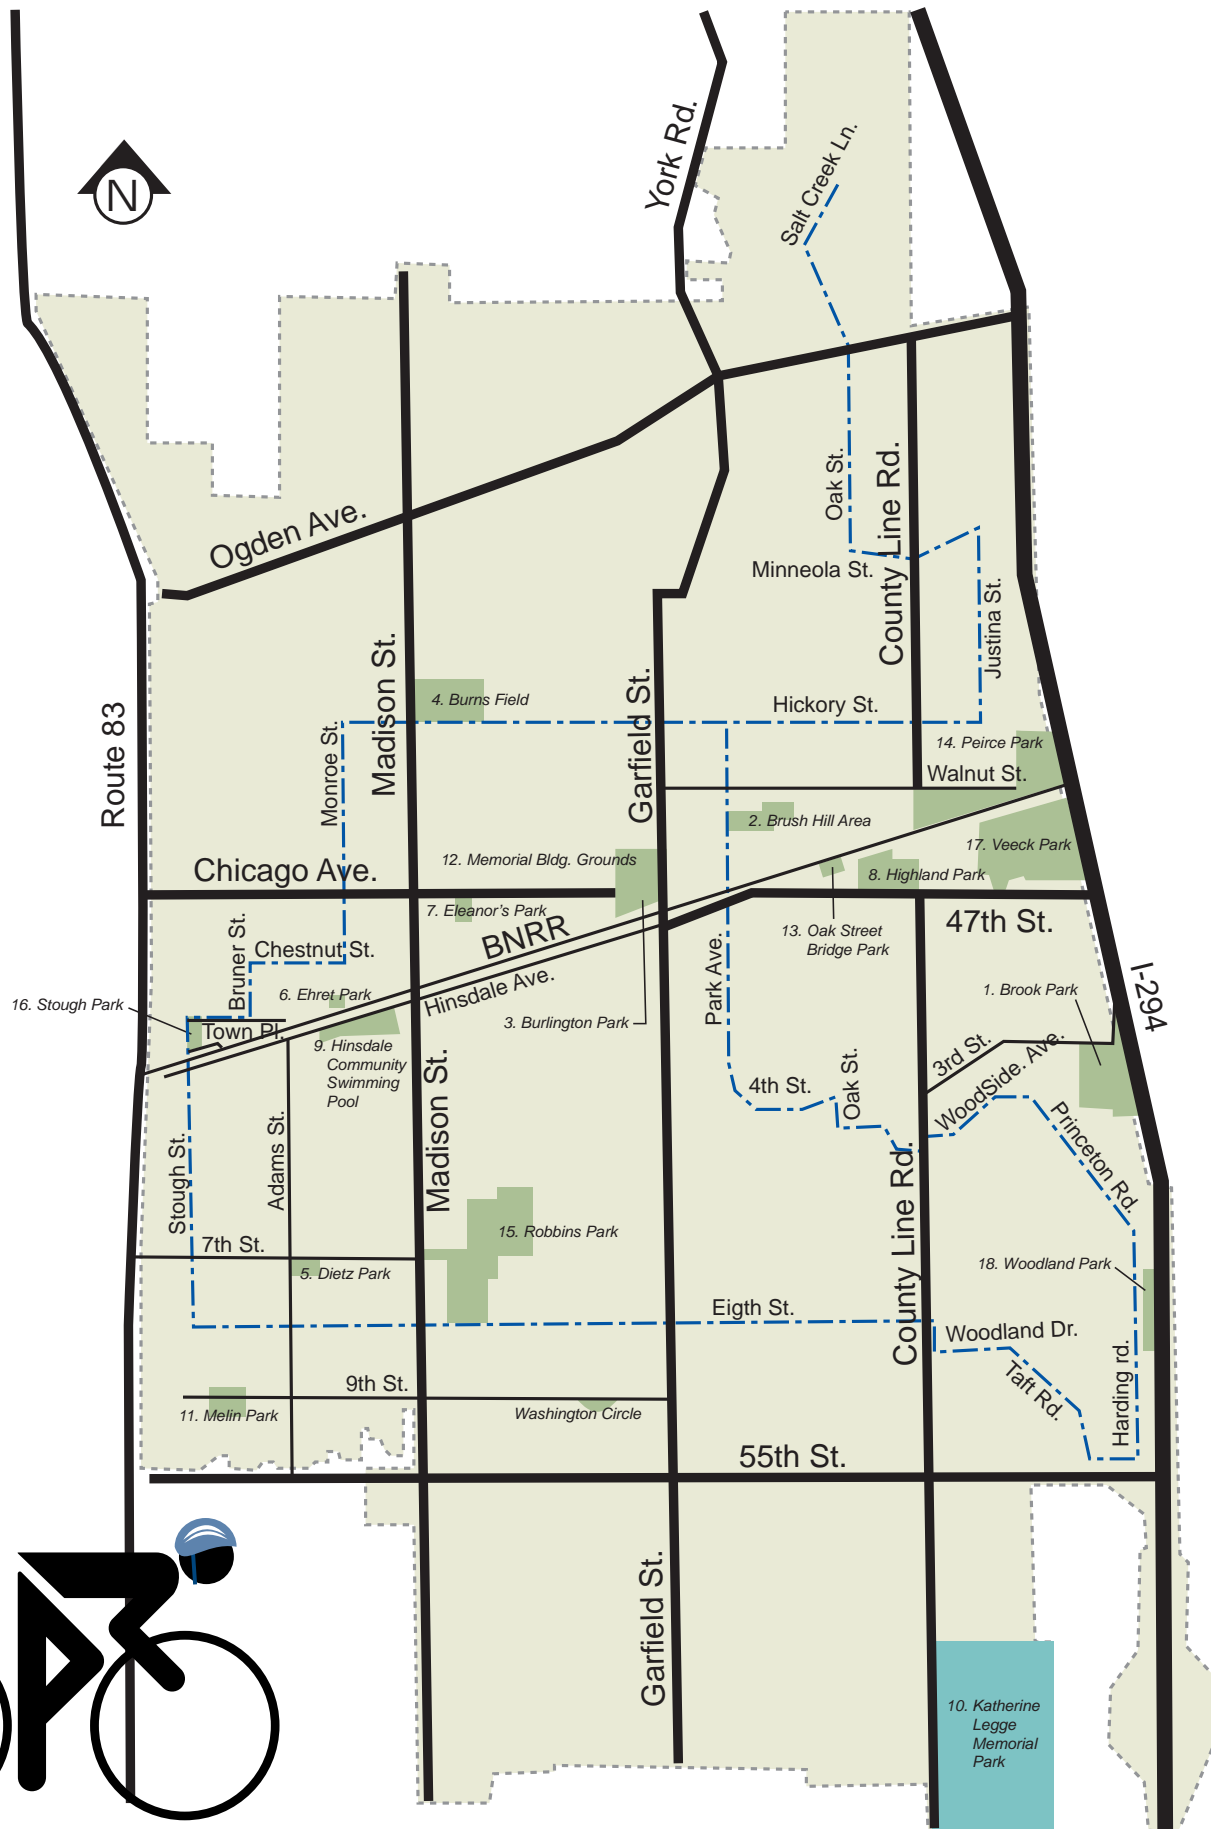 York Rd.
Salt Creek Ln.
N
Ogden Ave.
Oak St.
County Line Rd.
Minneola St.
Justina St.
Route 83
Madison St.
4. Burns Field
Garfield St.
Hickory St.
Monroe St.
14. Peirce Park
Walnut St.
2. Brush Hill Area
17. Veeck Park
12. Memorial Bldg. Grounds
Chicago Ave.
8. Highland Park
7. Eleanor's Park
47th St.
13. Oak Street
Bridge Park
BNRR
Bruner St.
Chestnut St.
Park Ave.
I-294
1. Brook Park
Hinsdale Ave.
6. Ehret Park
16. Stough Park
Town Pl.
3. Burlington Park
9. Hinsdale
Community
Swimming
Pool
3rd St.
WoodSide. Ave.
4th St.
Oak St.
Princeton Rd.
Madison St.
Adams St.
Stough St.
County Line Rd.
15. Robbins Park
7th St.
5. Dietz Park
18. Woodland Park
Eigth St.
Woodland Dr.
Taft Rd.
Harding rd.
9th St.
11. Melin Park
Washington Circle
55th St.
Garfield St.
10. Katherine
Legge
Memorial
Park